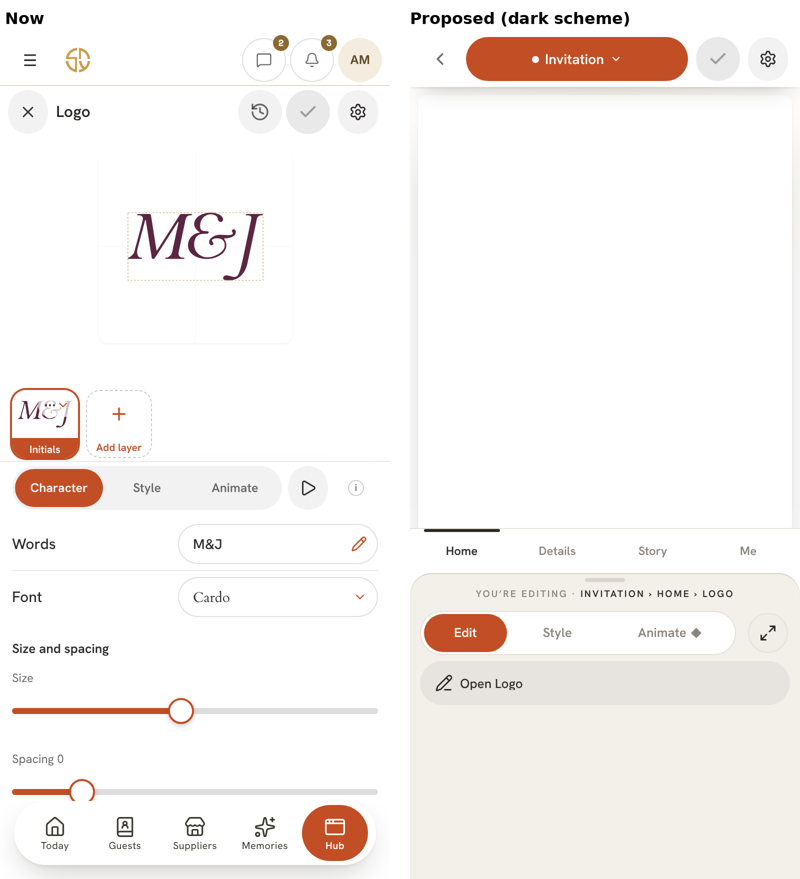 Now
2
3
AM
Logo
M&J
M&J
Initials
Add layer
Character
Style
Animate
Words
M&J
Font
Cardo
Size and spacing
Size
Spacing 0
Today
Guests
Suppliers
Memories
Hub
Proposed (dark scheme)
Invitation
Home
Details
Story
Me
YOU'RE EDITING · INVITATION › HOME › LOGO
Edit
Style
Animate
Open Logo